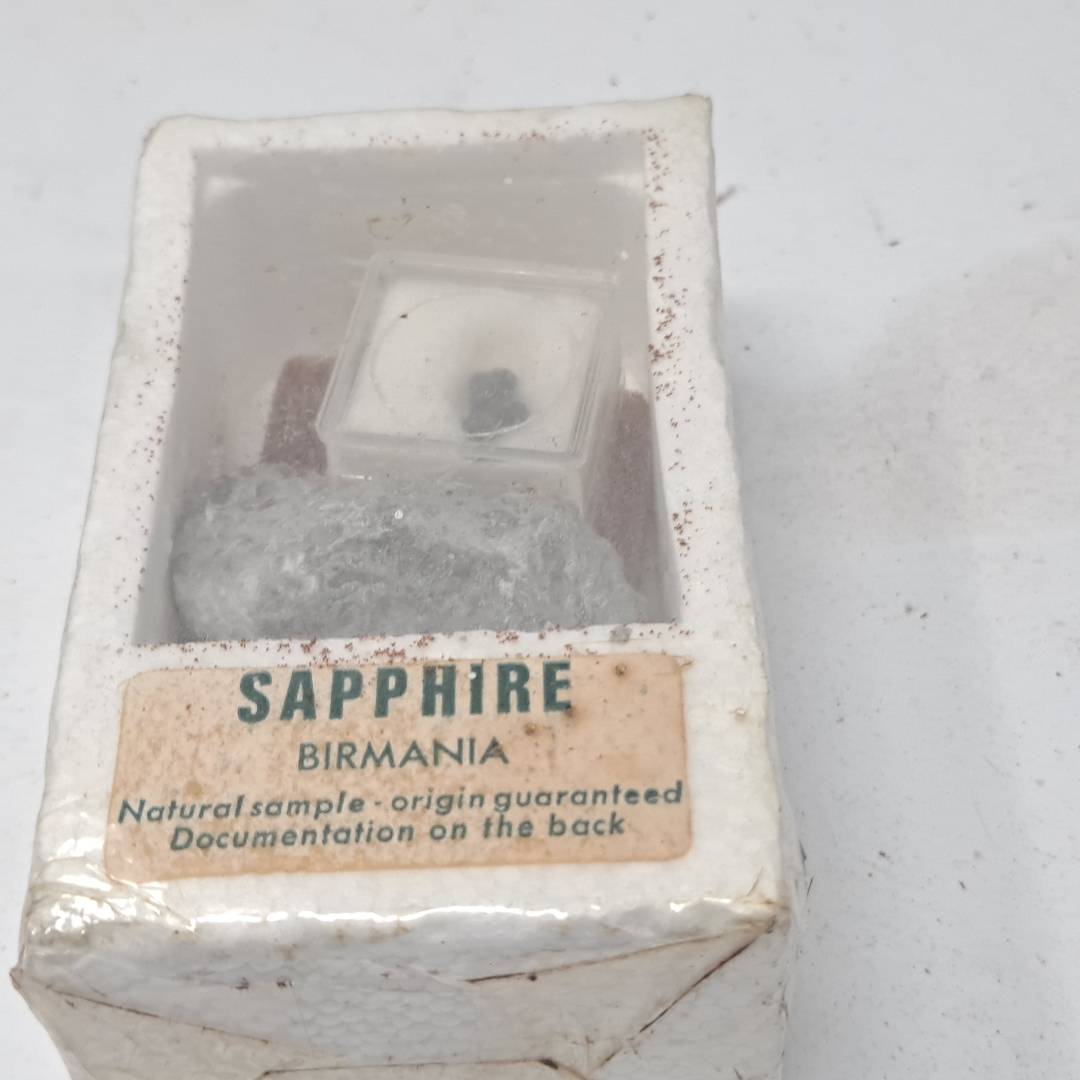 SAPPHIRE
BIRMANIA
Natural sample - origin guaranteed
Documentation on the back